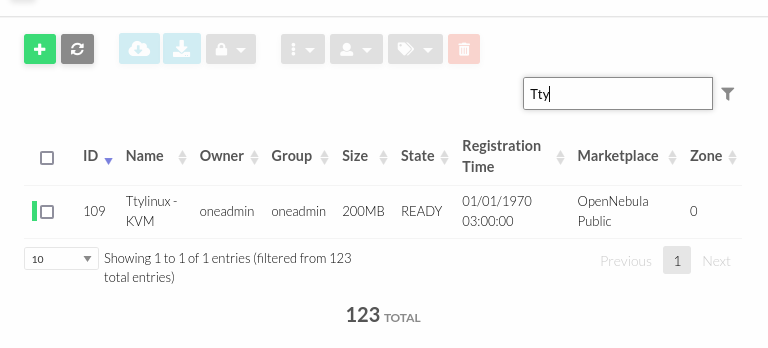 Tty
ID Name Owner Group Size State Registration Time Marketplace Zone
109 Ttylinux - KVM oneadmin oneadmin 200MB READY 01/01/1970 03:00:00 OpenNebula Public 0
10 Showing 1 to 1 of 1 entries (filtered from 123 total entries) Previous 1 Next
123 TOTAL